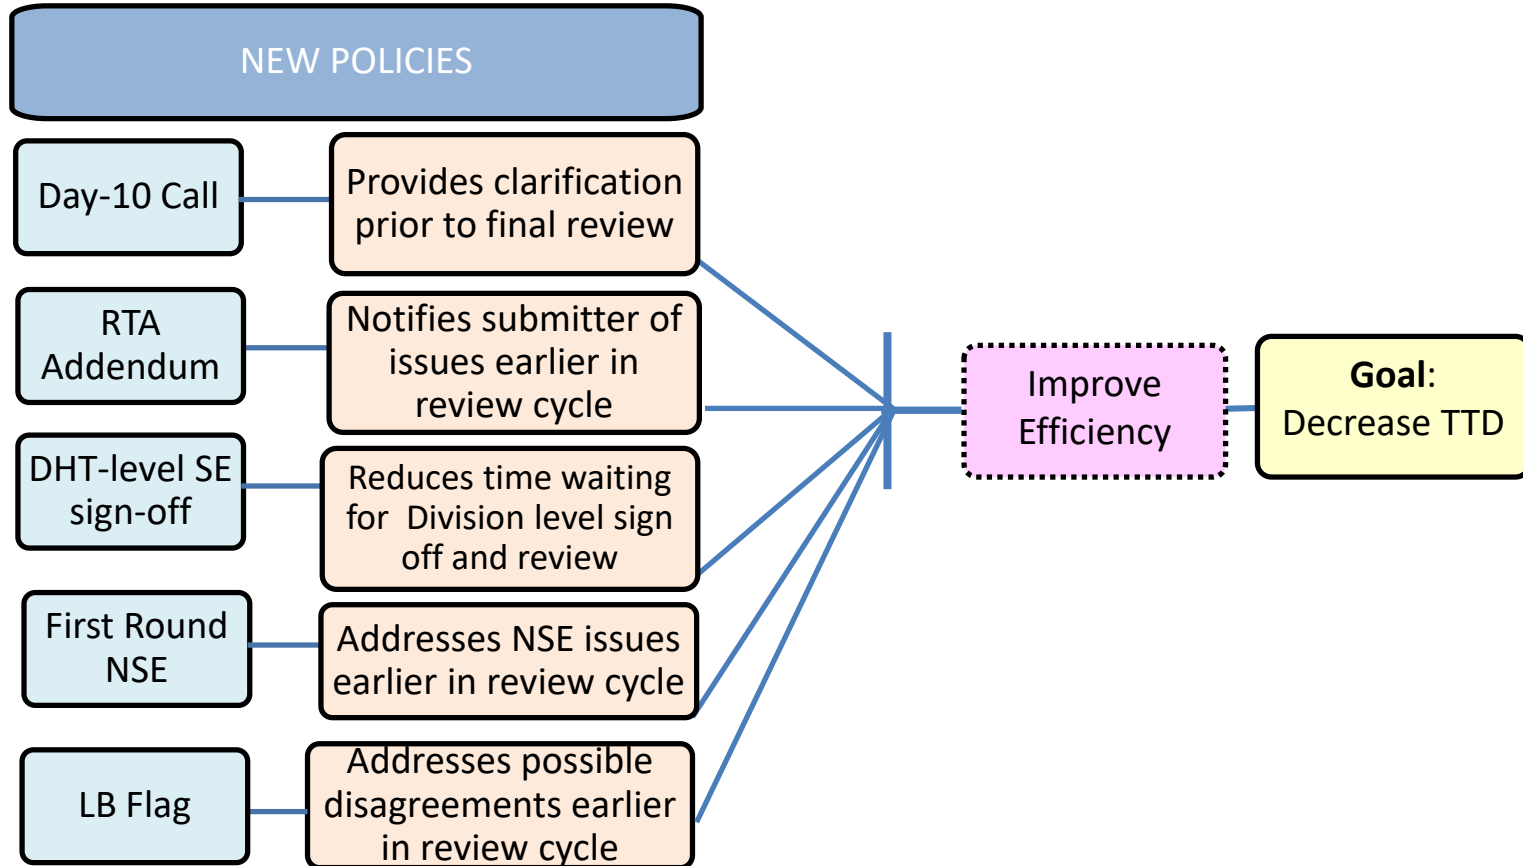 NEW POLICIES
Day-10 Call
Provides clarification
prior to final review
RTA
Addendum
Notifies submitter of
issues earlier in
review cycle
DHT-level SE
sign-off
Reduces time waiting
for Division level sign
off and review
First Round
NSE
Addresses NSE issues
earlier in review cycle
LB Flag
Addresses possible
disagreements earlier
in review cycle
Improve
Efficiency
Goal:
Decrease TTD